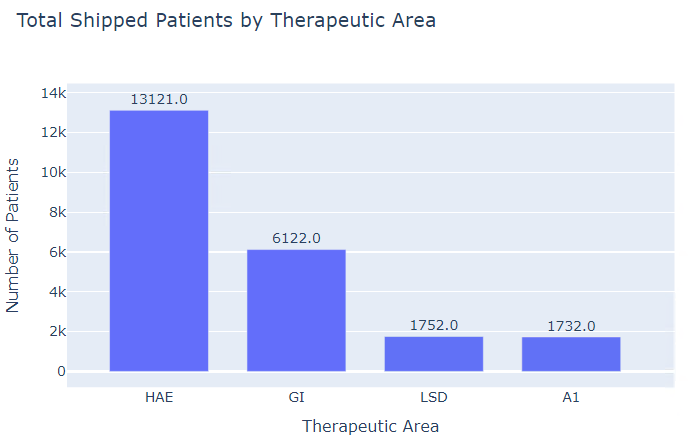 Total Shipped Patients by Therapeutic Area
Number of Patients
14k
12k
10k
8k
6k
4k
2k
0
13121.0
6122.0
1752.0
1732.0
HAE
GI
LSD
A1
Therapeutic Area